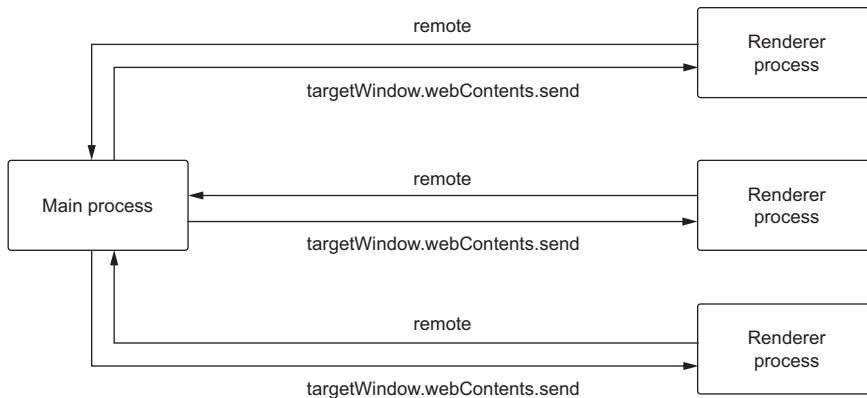 remote
Renderer
process
targetWindow.webContents.send
Main process
remote
Renderer
process
targetWindow.webContents.send
remote
Renderer
process
targetWindow.webContents.send